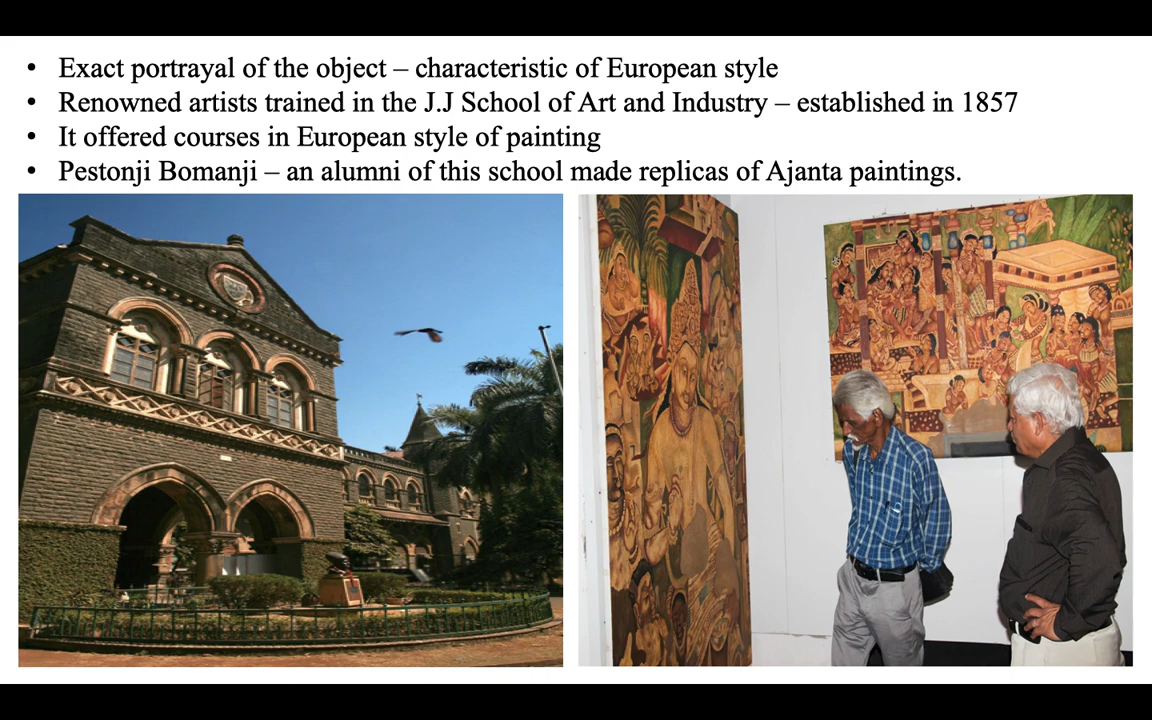 • Exact portrayal of the object – characteristic of European style
• Renowned artists trained in the J.J School of Art and Industry – established in 1857
• It offered courses in European style of painting
• Pestonji Bomanji – an alumni of this school made replicas of Ajanta paintings.